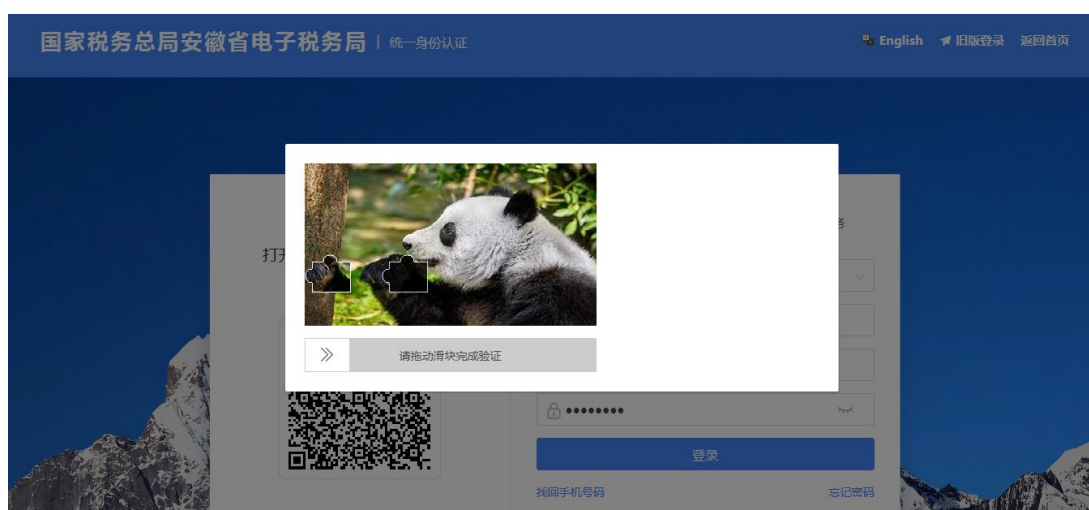 国家税务总局安徽省电子税务局 | 统一身份认证
English 旧版登录 返回首页
务
打开
请拖动滑块完成验证
登录
找回手机号码 忘记密码